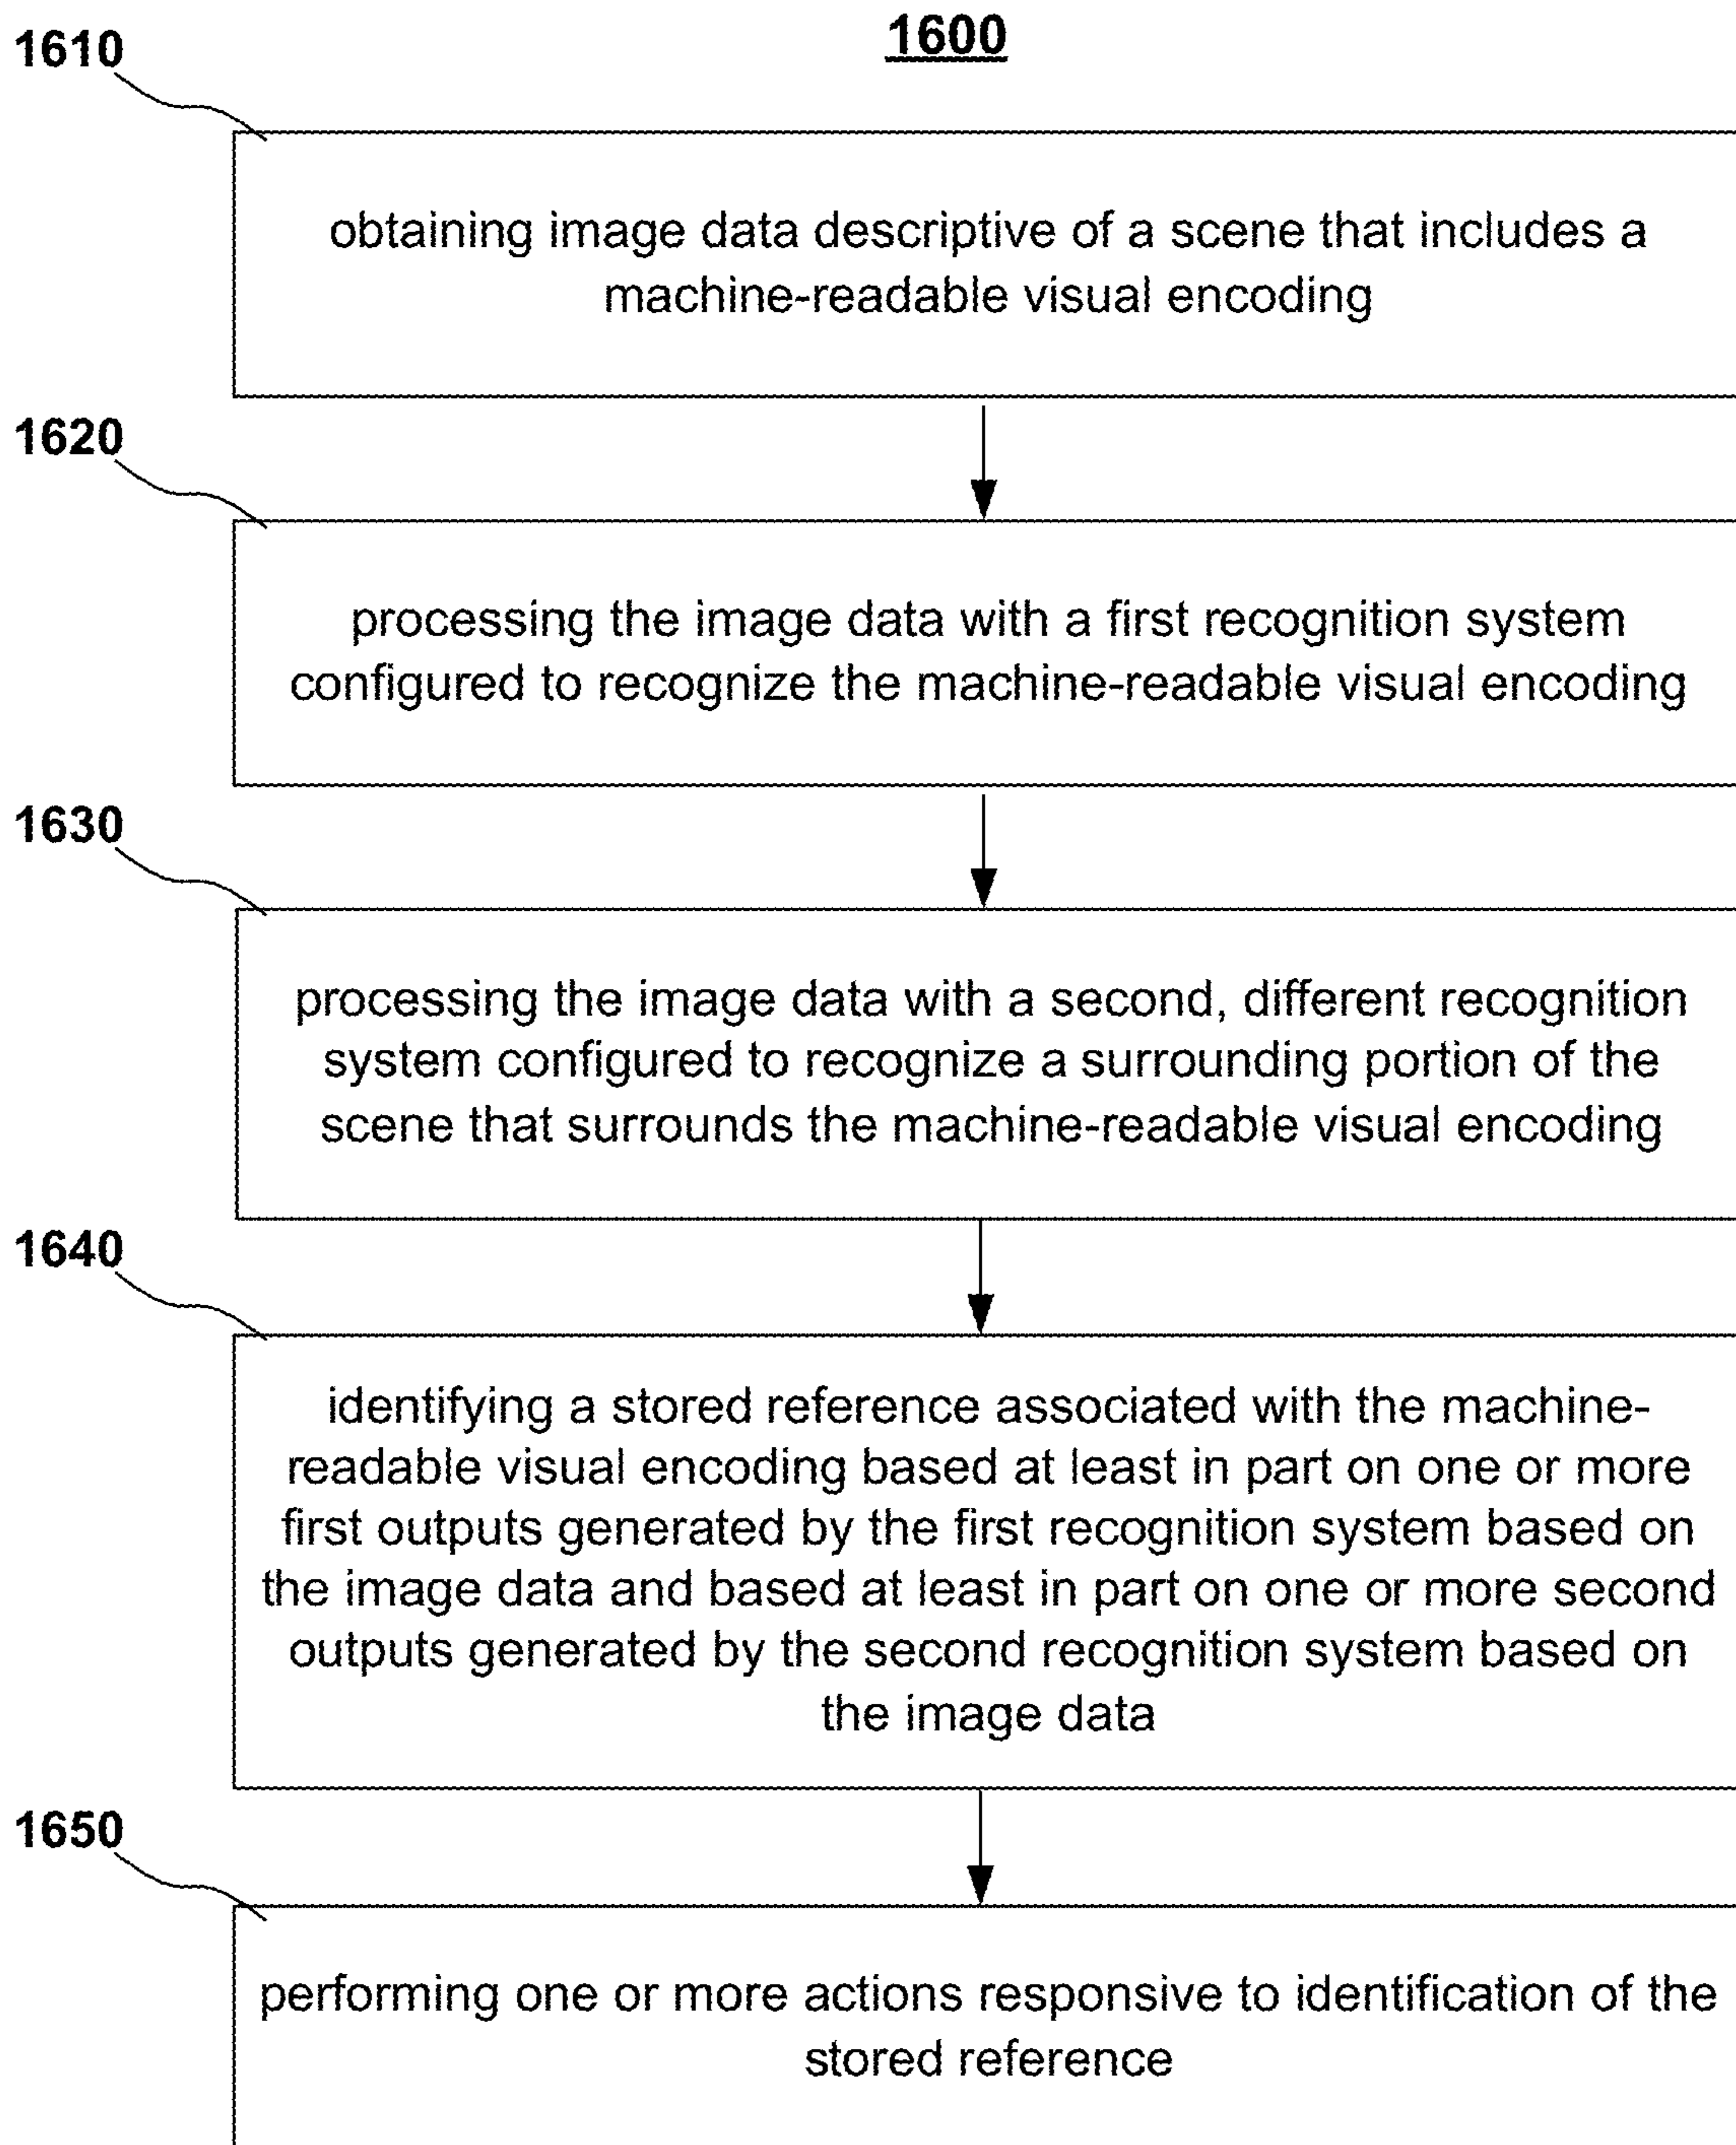 1600
1610
obtaining image data descriptive of a scene that includes a
machine-readable visual encoding
1620
processing the image data with a first recognition system
configured to recognize the machine-readable visual encoding
1630
processing the image data with a second, different recognition
system configured to recognize a surrounding portion of the
scene that surrounds the machine-readable visual encoding
1640
identifying a stored reference associated with the machine-
readable visual encoding based at least in part on one or more
first outputs generated by the first recognition system based on
the image data and based at least in part on one or more second
outputs generated by the second recognition system based on
the image data
1650
performing one or more actions responsive to identification of the
stored reference